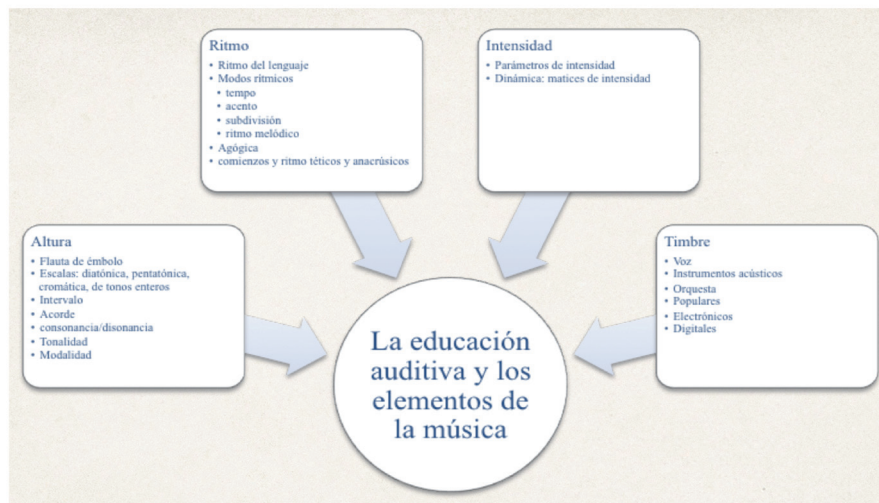 Ritmo
• Ritmo del lenguaje
• Modos rítmicos
• tempo
• acento
• subdivisión
• ritmo melódico
• Agógica
• comienzos y ritmo téticos y anacrúsicos
Intensidad
• Parámetros de intensidad
• Dinámica: matices de intensidad
Altura
• Flauta de émbolo
• Escalas: diatónica, pentatónica,
cromática, de tonos enteros
• Intervalo
• Acorde
• consonancia/disonancia
• Tonalidad
• Modalidad
Timbre
• Voz
• Instrumentos acústicos
• Orquesta
• Populares
• Electrónicos
• Digitales
La educación
auditiva y los
elementos de
la música